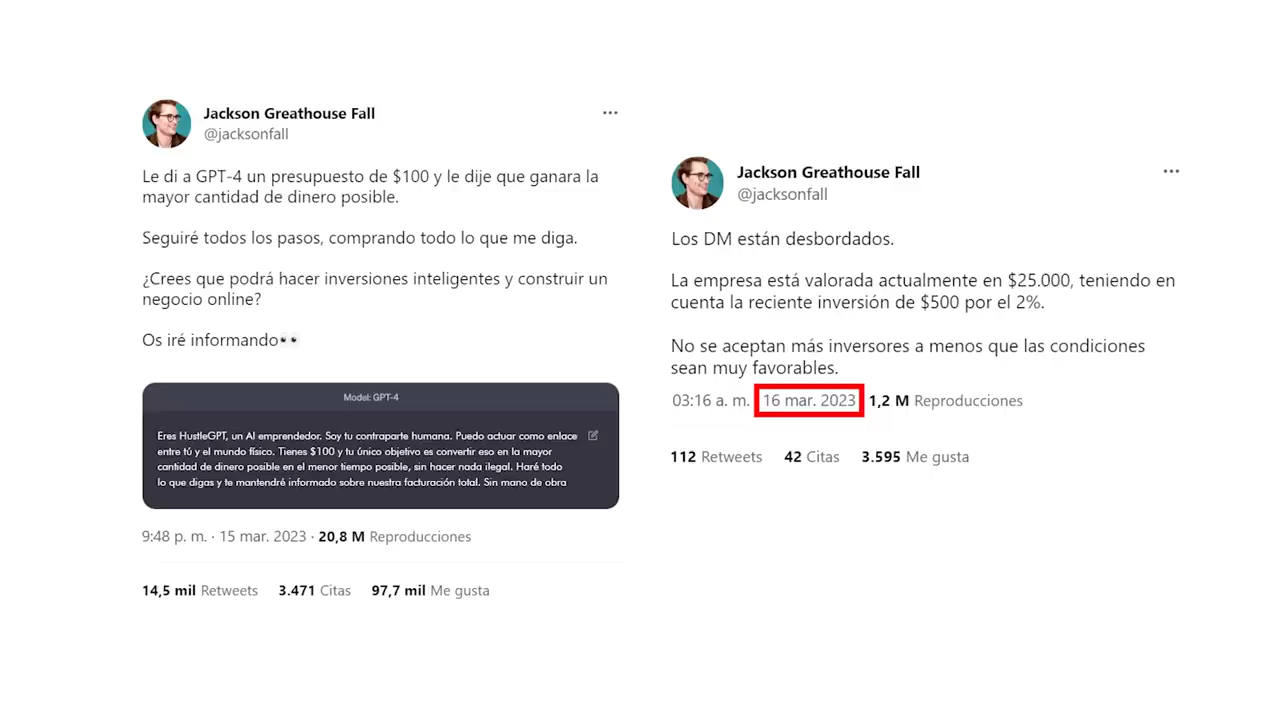 Jackson Greathouse Fall
@jacksonfall
Le di a GPT-4 un presupuesto de $100 y le dije que ganara la
mayor cantidad de dinero posible.
Seguiré todos los pasos, comprando todo lo que me diga.
¿Crees que podrá hacer inversiones inteligentes y construir un
negocio online?
Os iré informando👀
Model: GPT-4
Eres HustleGPT, un AI emprendedor. Soy tu contraparte humana. Puedo actuar como enlace
entre tú y el mundo físico. Tienes $100 y tu único objetivo es convertir eso en la mayor
cantidad de dinero posible en el menor tiempo posible, sin hacer nada ilegal. Haré todo
lo que digas y te mantendré informado sobre nuestra facturación total. Sin mano de obra
9:48 p. m. · 15 mar. 2023 · 20,8 M Reproducciones
14,5 mil Retweets 3.471 Citas 97,7 mil Me gusta
Jackson Greathouse Fall
@jacksonfall
Los DM están desbordados.
La empresa está valorada actualmente en $25.000, teniendo en
cuenta la reciente inversión de $500 por el 2%.
No se aceptan más inversores a menos que las condiciones
sean muy favorables.
03:16 a. m. 16 mar. 2023 1,2 M Reproducciones
112 Retweets 42 Citas 3.595 Me gusta